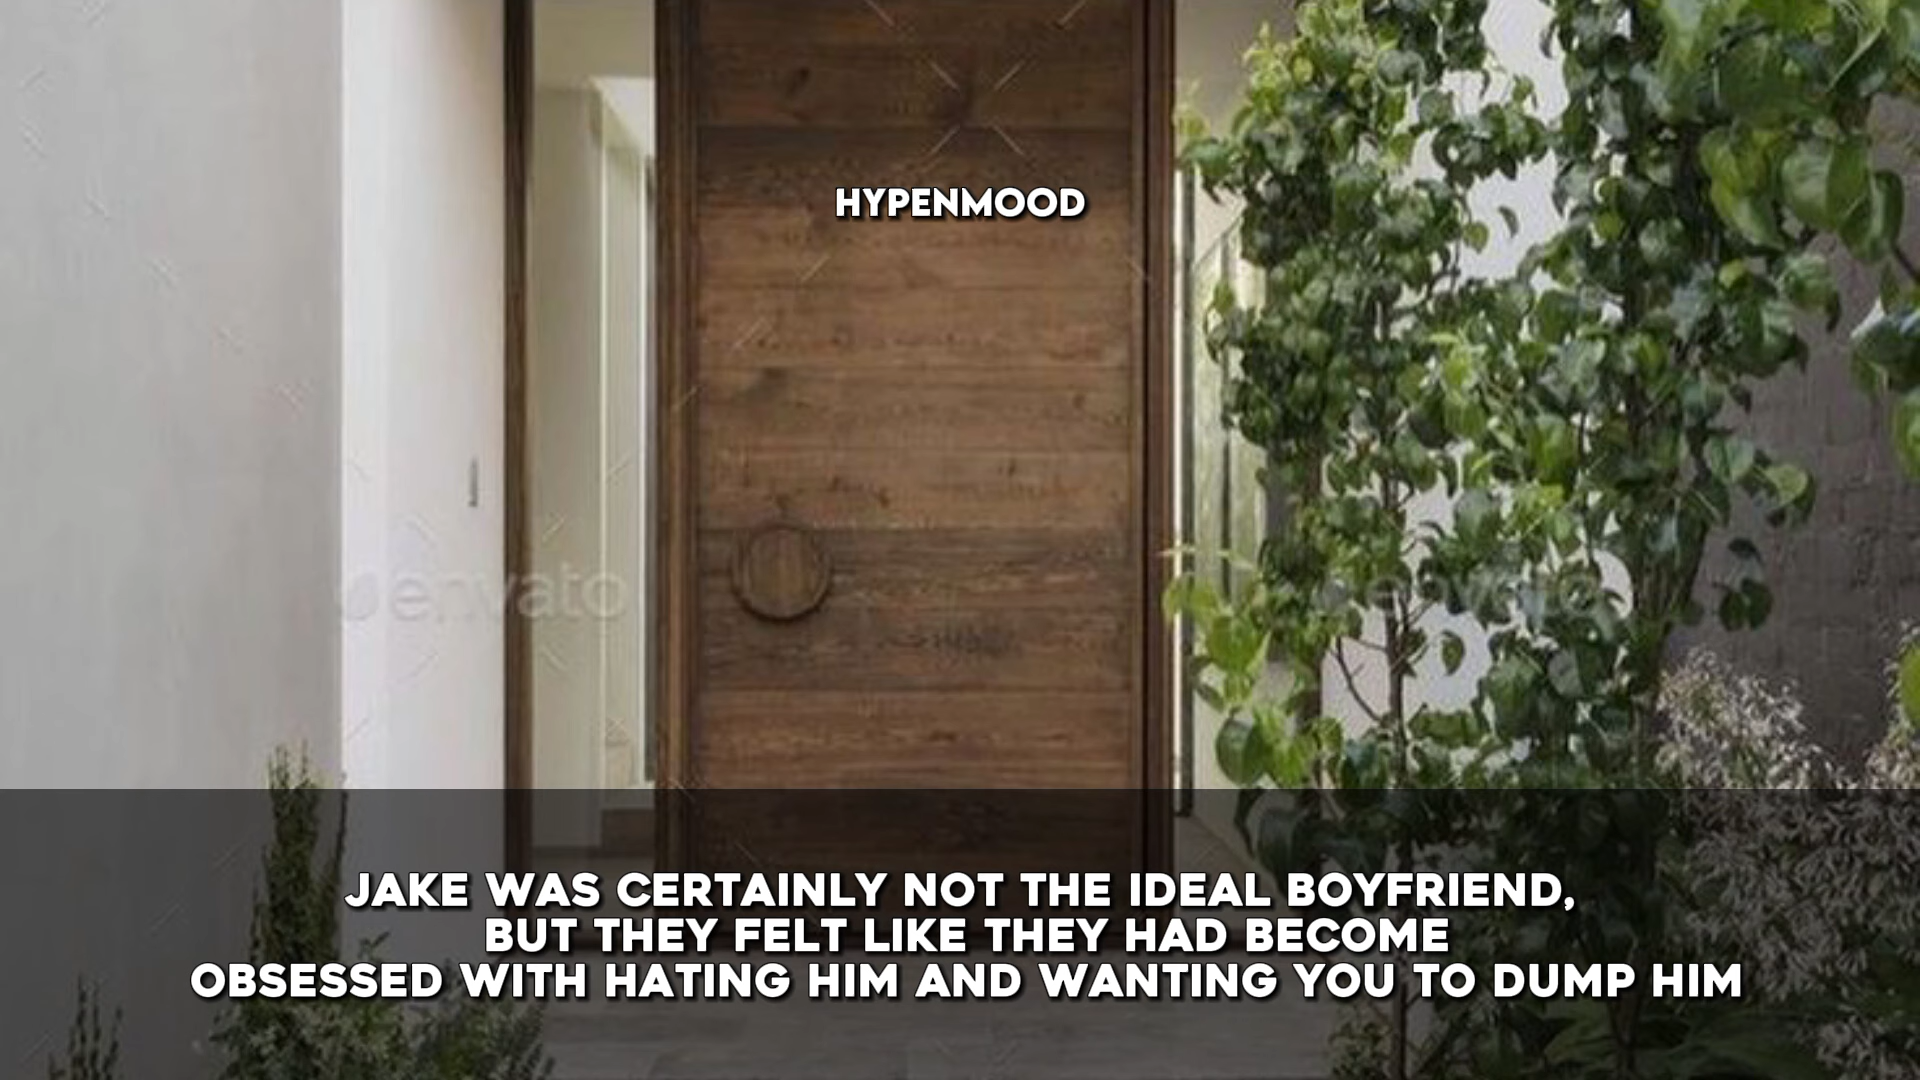 HYPENMOOD
envato
JAKE WAS CERTAINLY NOT THE IDEAL BOYFRIEND,
BUT THEY FELT LIKE THEY HAD BECOME
OBSESSED WITH HATING HIM AND WANTING YOU TO DUMP HIM